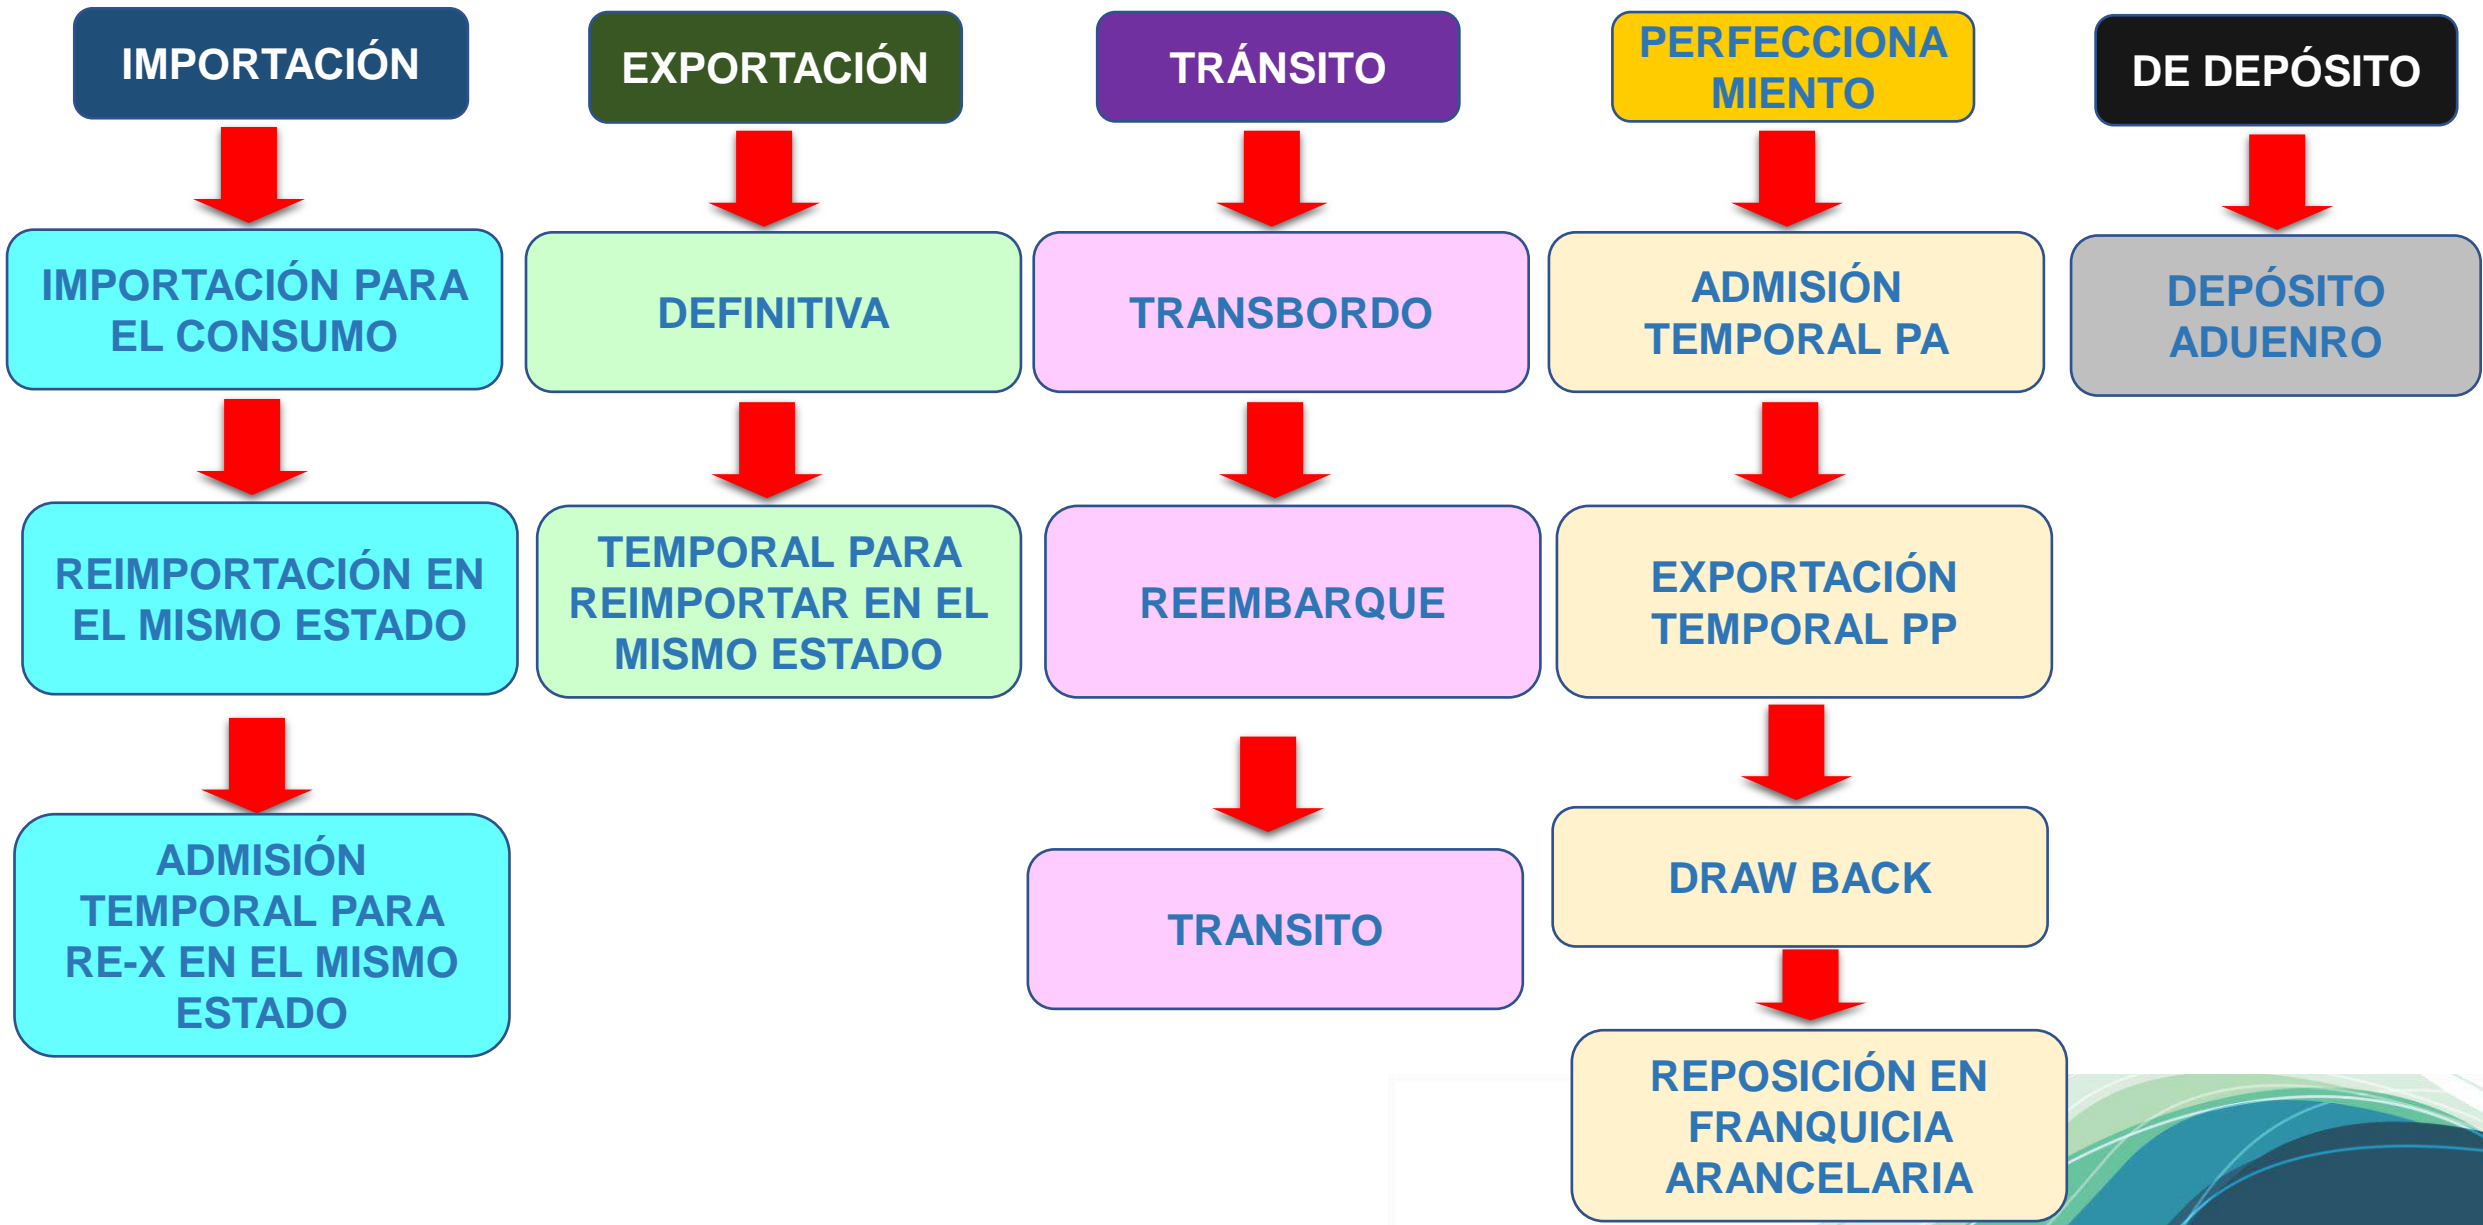 IMPORTACIÓN
IMPORTACIÓN PARA
EL CONSUMO
REIMPORTACIÓN EN
EL MISMO ESTADO
ADMISIÓN
TEMPORAL PARA
RE-X EN EL MISMO
ESTADO
EXPORTACIÓN
DEFINITIVA
TEMPORAL PARA
REIMPORTAR EN EL
MISMO ESTADO
TRÁNSITO
TRANSBORDO
REEMBARQUE
TRANSITO
PERFECCIONA
MIENTO
ADMISIÓN
TEMPORAL PA
EXPORTACIÓN
TEMPORAL PP
DRAW BACK
REPOSICIÓN EN
FRANQUICIA
ARANCELARIA
DE DEPÓSITO
DEPÓSITO
ADUENRO